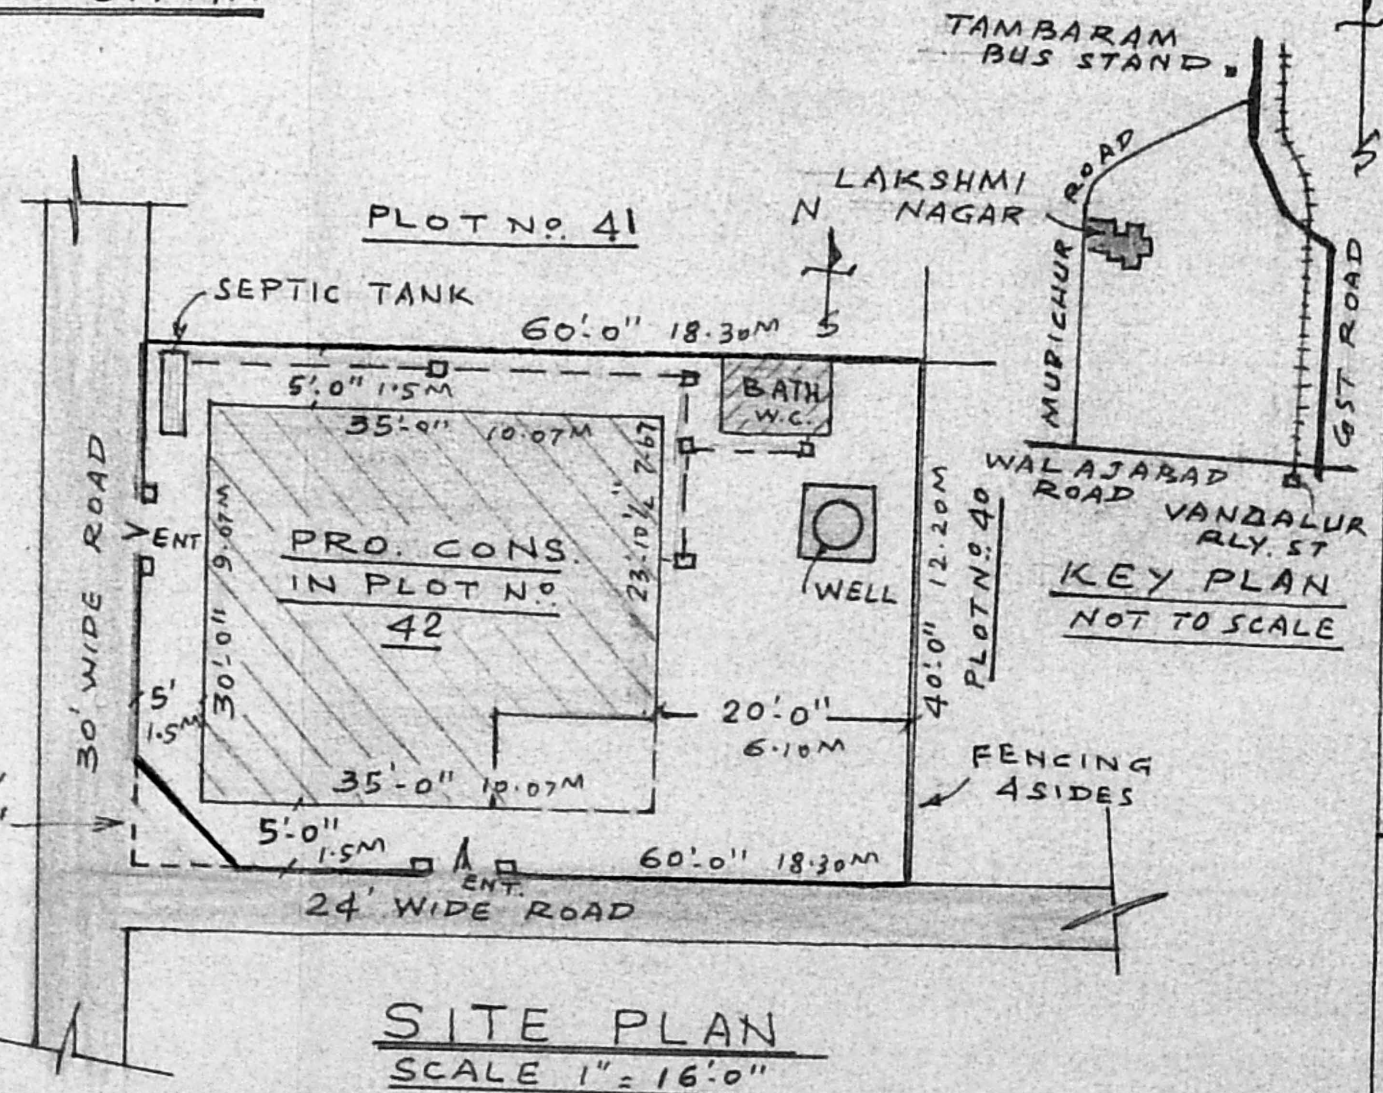 TAMBARAM
BUS STAND
ROAD
LAKSHMI
NAGAR
MUDICHUR
GST ROAD
WALAJABAD
ROAD
VANDALUR
RLY. ST
KEY PLAN
NOT TO SCALE
S
PLOT Nº. 41
N
S
SEPTIC TANK
60'-0" 18.30M
5'-0" 1.5M
35'-0" 10.07M
BATH
W.C.
30' WIDE ROAD
ENT
30'-0" 9.07M
PRO. CONS.
IN PLOT Nº
42
23'-10½" 7.67
WELL
40'-0" 12.20M
PLOT Nº. 40
5'
1.5M
20'-0"
6.10M
35'-0" 10.07M
FENCING
4 SIDES
5'-0"
1.5M
ENT.
60'-0" 18.30M
24' WIDE ROAD
SITE PLAN
SCALE 1" = 16'-0"